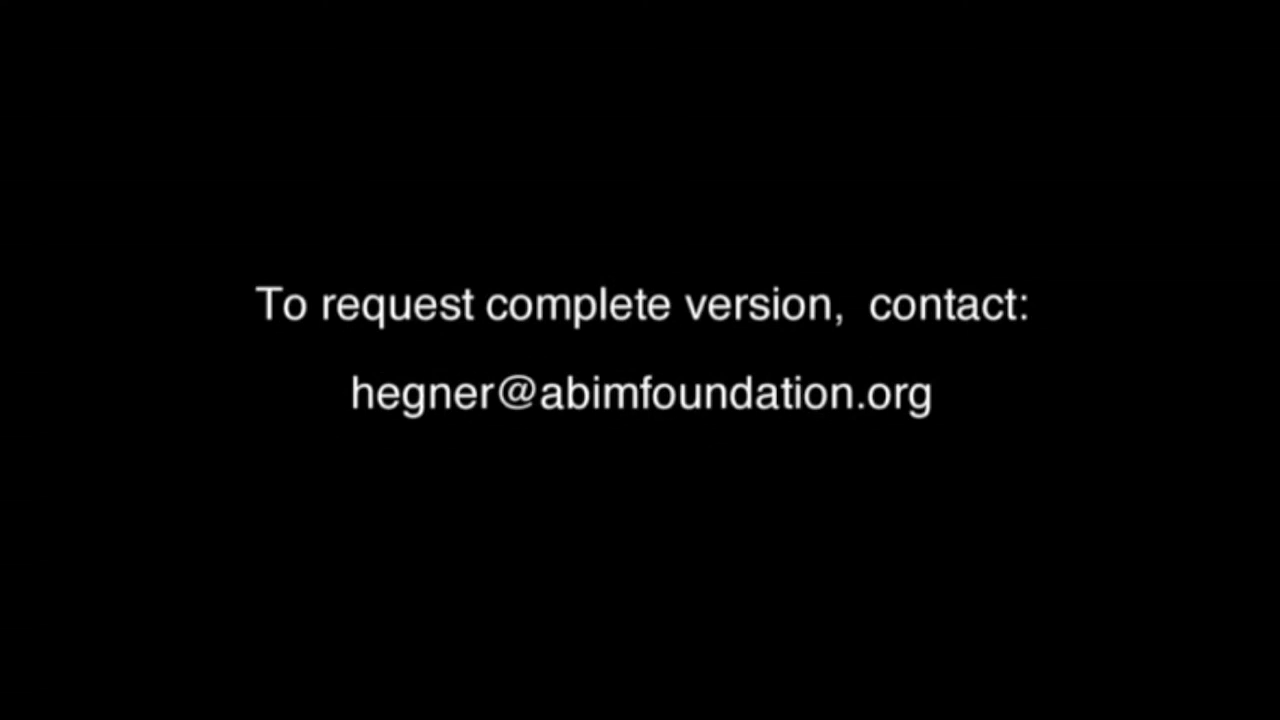 To request complete version,  contact:
hegner@abimfoundation.org